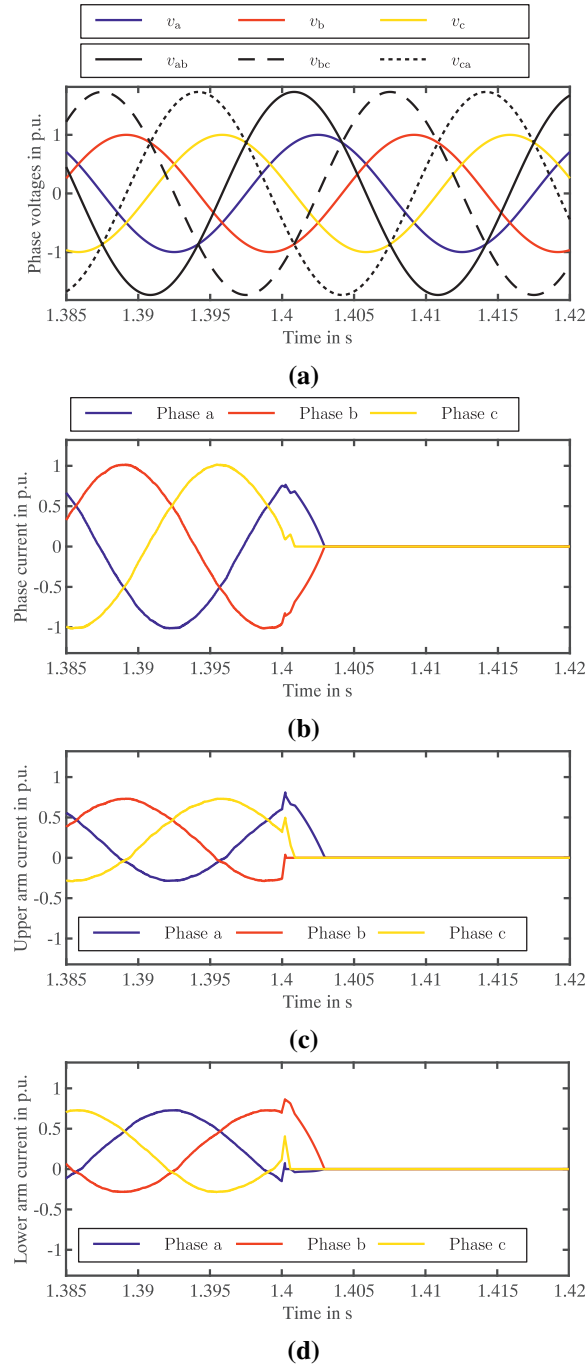 v_a v_b v_c
v_ab v_bc v_ca
Phase voltages in p.u.
1
0
-1
1.385 1.39 1.395 1.4 1.405 1.41 1.415 1.42
Time in s
(a)
Phase a Phase b Phase c
Phase current in p.u.
1
0.5
0
-0.5
-1
1.385 1.39 1.395 1.4 1.405 1.41 1.415 1.42
Time in s
(b)
Upper arm current in p.u.
1
0.5
0
-0.5
-1
Phase a Phase b Phase c
1.385 1.39 1.395 1.4 1.405 1.41 1.415 1.42
Time in s
(c)
Lower arm current in p.u.
1
0.5
0
-0.5
-1
Phase a Phase b Phase c
1.385 1.39 1.395 1.4 1.405 1.41 1.415 1.42
Time in s
(d)